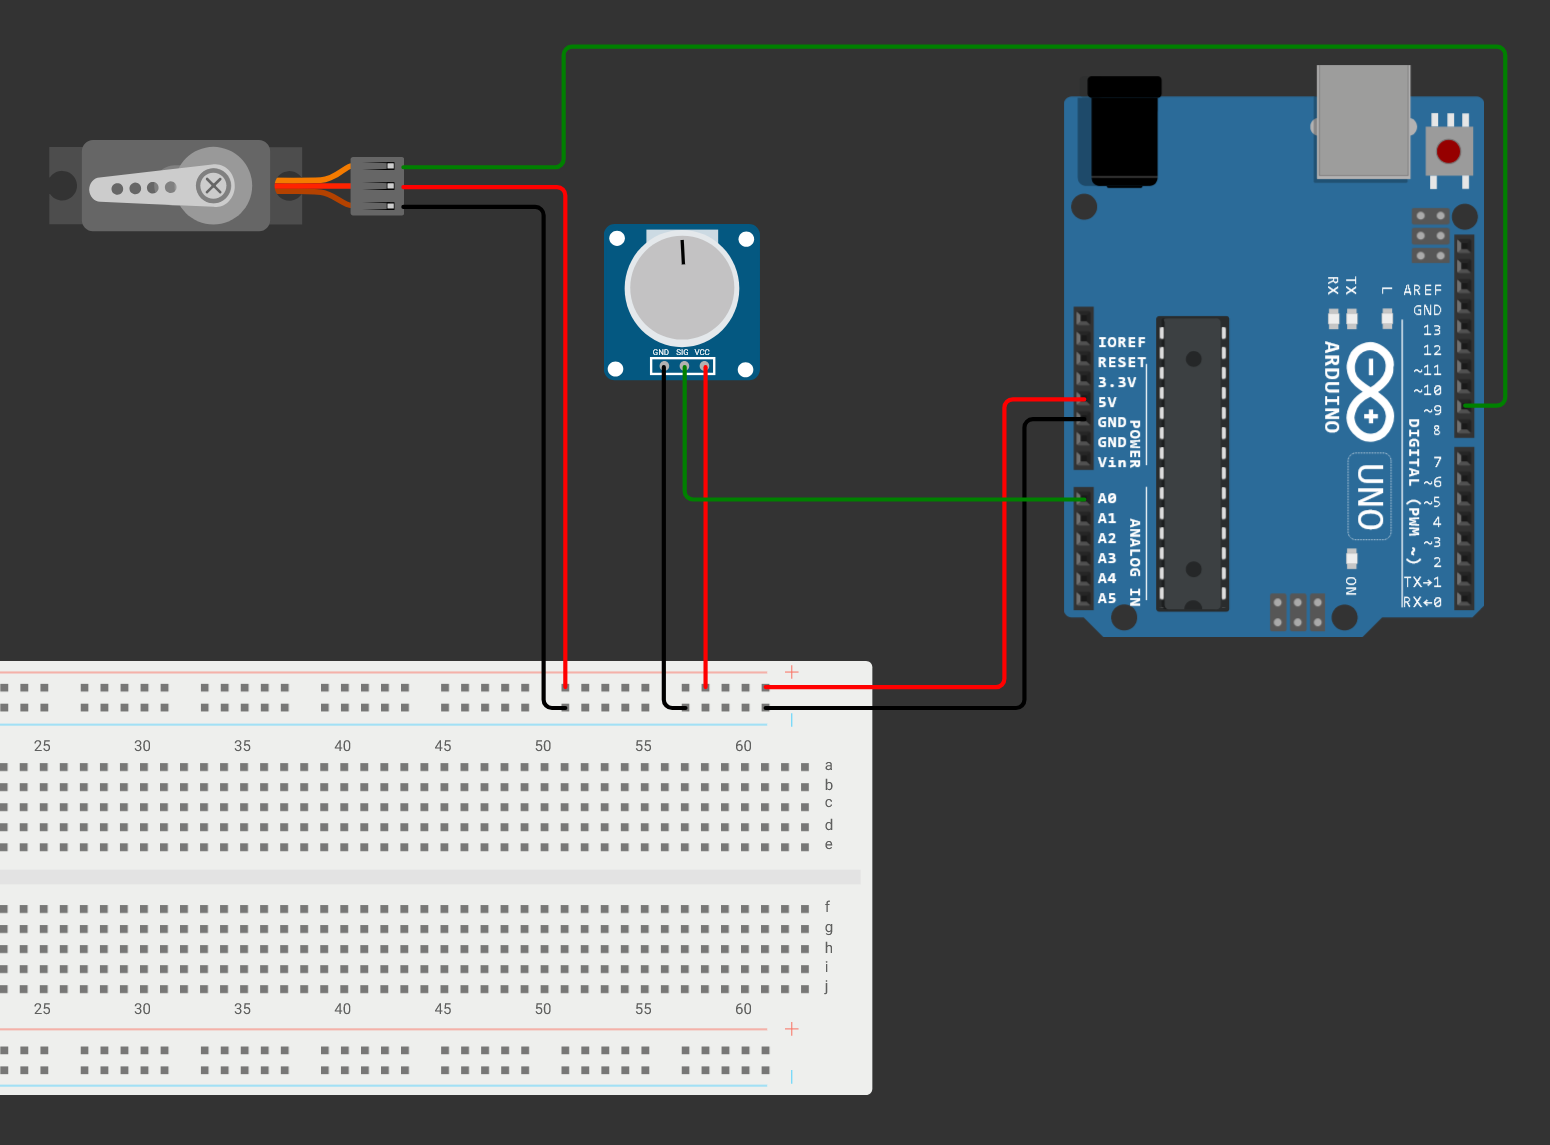 GND SIG VCC
RX
TX
L
AREF
GND
13
12
~11
~10
~9
8
IOREF
RESET
3.3V
5V
GND
GND
Vin
POWER
ARDUINO
UNO
DIGITAL (PWM ~)
7
~6
~5
4
~3
2
TX→1
RX←0
A0
A1
A2
A3
A4
A5
ANALOG IN
ON
+
25 30 35 40 45 50 55 60
a
b
c
d
e
f
g
h
i
j
25 30 35 40 45 50 55 60
+